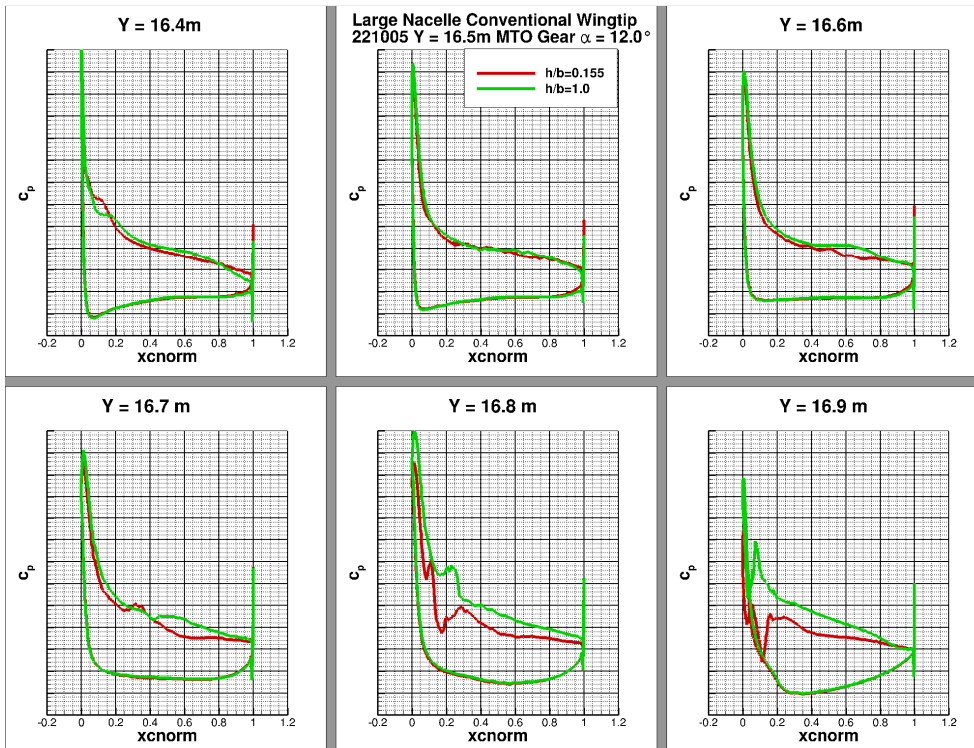 Y = 16.4m
Large Nacelle Conventional Wingtip
221005 Y = 16.5m MTO Gear α = 12.0°
Y = 16.6m
h/b=0.155
h/b=1.0
cp
cp
cp
-0.2 0 0.2 0.4 0.6 0.8 1 1.2
-0.2 0 0.2 0.4 0.6 0.8 1 1.2
-0.2 0 0.2 0.4 0.6 0.8 1 1.2
xcnorm
xcnorm
xcnorm
Y = 16.7 m
Y = 16.8 m
Y = 16.9 m
cp
cp
cp
-0.2 0 0.2 0.4 0.6 0.8 1 1.2
-0.2 0 0.2 0.4 0.6 0.8 1 1.2
-0.2 0 0.2 0.4 0.6 0.8 1 1.2
xcnorm
xcnorm
xcnorm